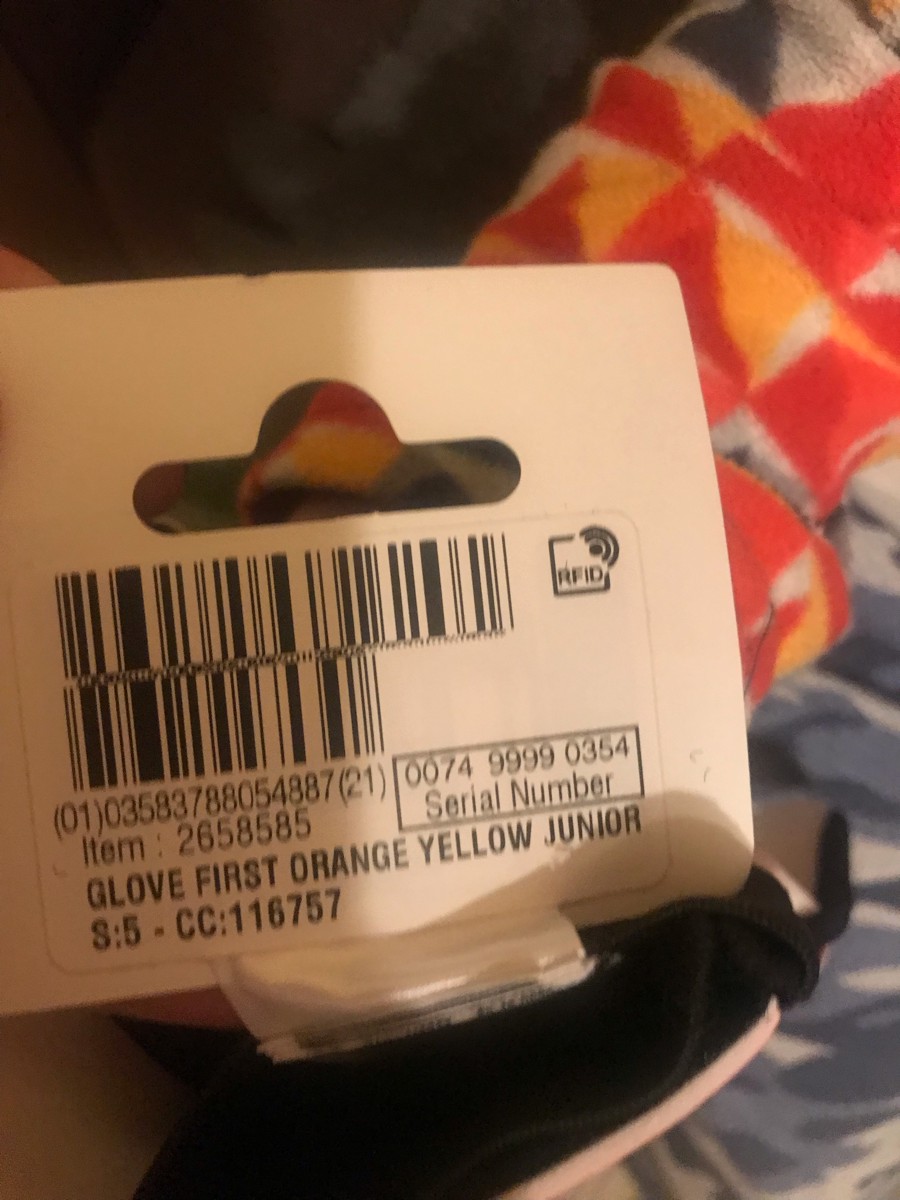 RFID
(01)03583788054887(21)
0074 9999 0354
Serial Number
Item : 2658585
GLOVE FIRST ORANGE YELLOW JUNIOR
S:5 - CC:116757